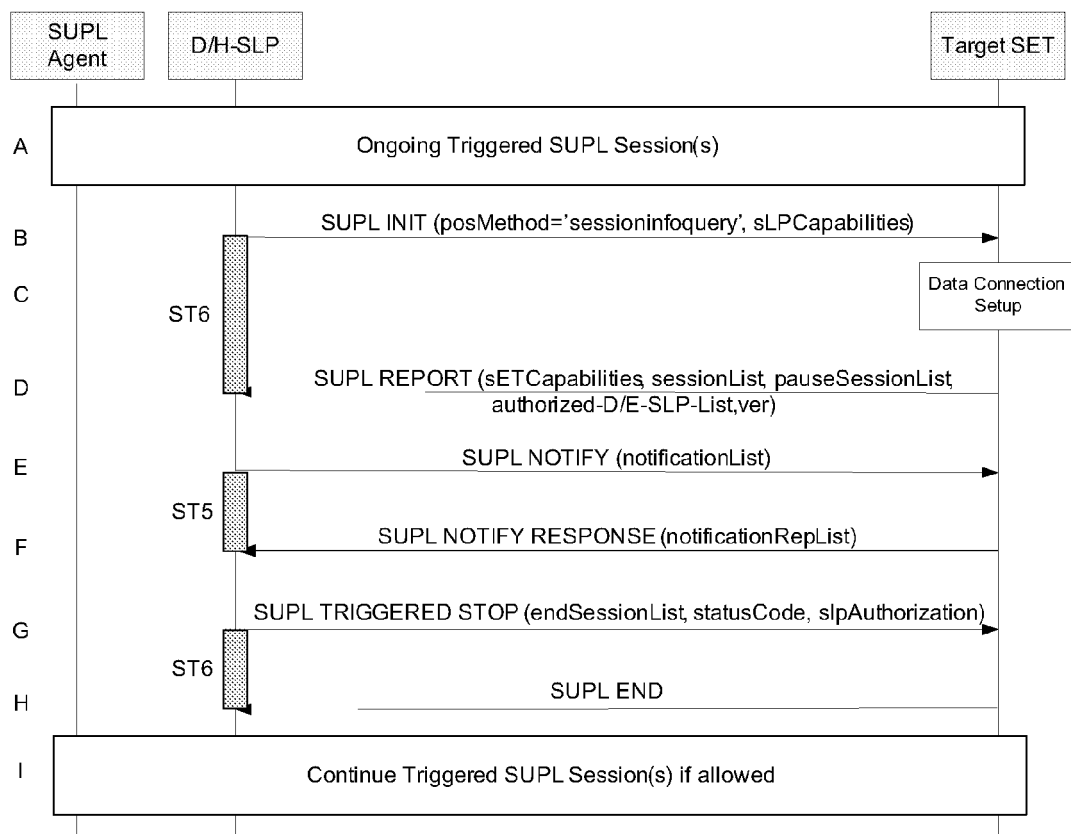 SUPL
Agent
D/H-SLP
Target SET
A
Ongoing Triggered SUPL Session(s)
B
SUPL INIT (posMethod='sessioninfoquery', sLPCapabilities)
C
Data Connection
Setup
ST6
D
SUPL REPORT (sETCapabilities, sessionList, pauseSessionList,
authorized-D/E-SLP-List,ver)
E
SUPL NOTIFY (notificationList)
ST5
F
SUPL NOTIFY RESPONSE (notificationRepList)
G
SUPL TRIGGERED STOP (endSessionList, statusCode, slpAuthorization)
ST6
H
SUPL END
I
Continue Triggered SUPL Session(s) if allowed